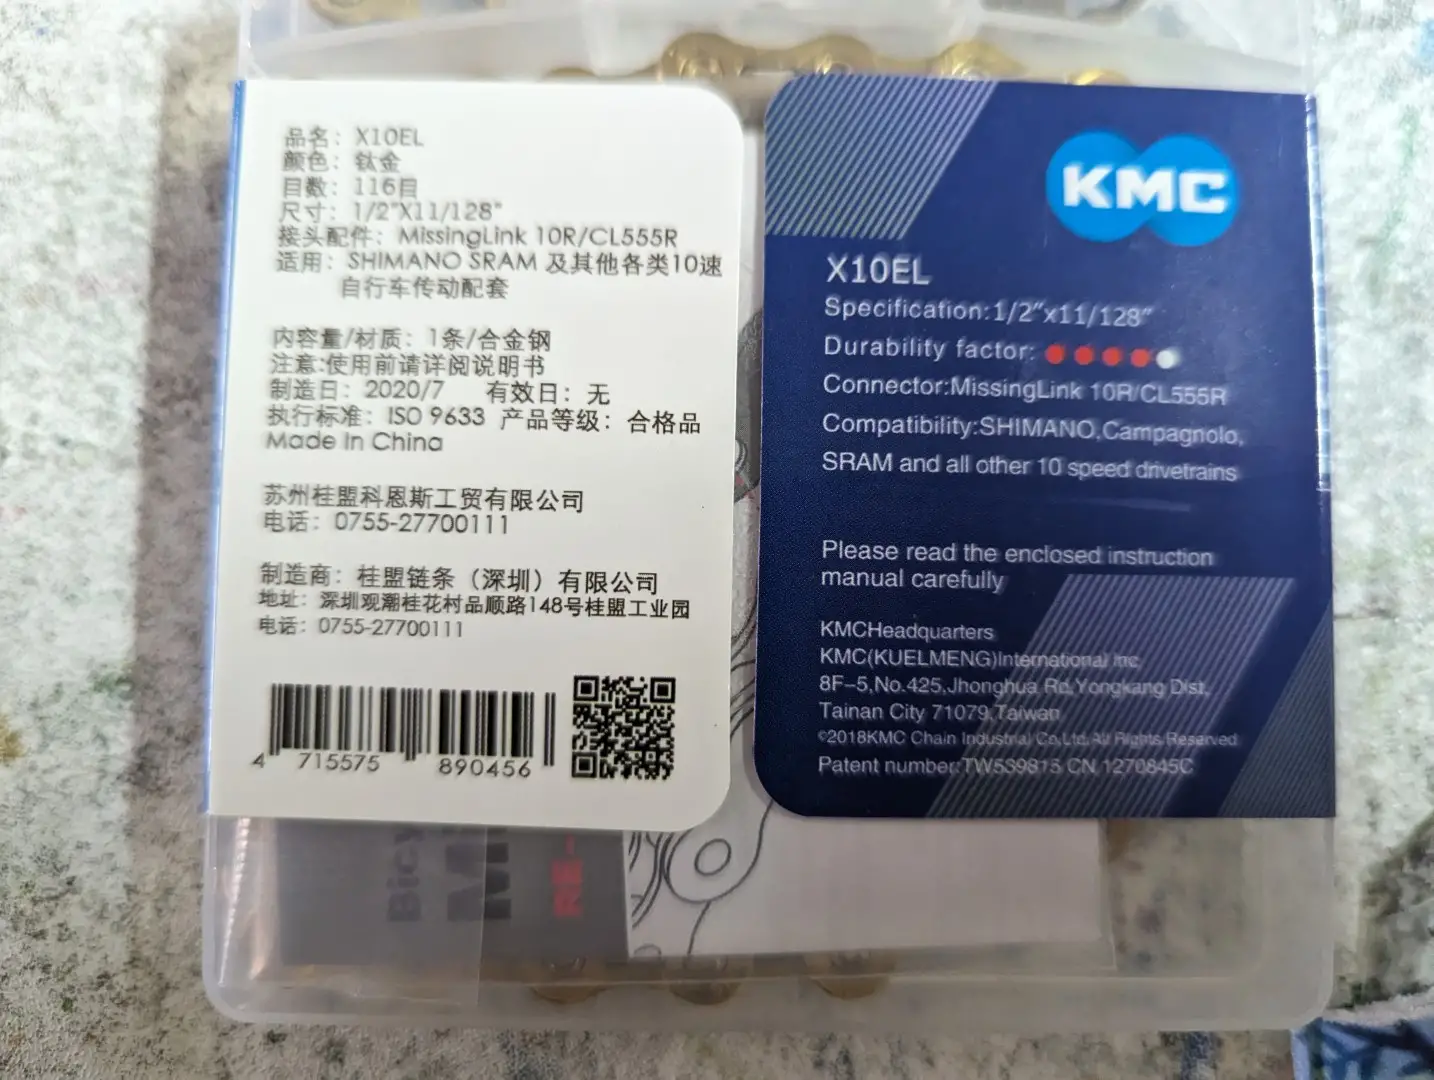 品名：X10EL
颜色：钛金
目数：116目
尺寸：1/2"X11/128"
接头配件：MissingLink 10R/CL555R
适用：SHIMANO SRAM 及其他各类10速
自行车传动配套
内容量/材质：1条/合金钢
注意:使用前请详阅说明书
制造日：2020/7 有效日：无
执行标准：ISO 9633 产品等级：合格品
Made In China
苏州桂盟科恩斯工贸有限公司
电话：0755-27700111
制造商：桂盟链条（深圳）有限公司
地址：深圳观潮桂花村品顺路148号桂盟工业园
电话：0755-27700111
4 715575 890456
KMC
X10EL
Specification:1/2"x11/128"
Durability factor:
Connector:MissingLink 10R/CL555R
Compatibility:SHIMANO,Campagnolo,
SRAM and all other 10 speed drivetrains
Please read the enclosed instruction
manual carefully
KMCHeadquarters
KMC(KUELMENG)International Inc
8F-5,No.425,Jhonghua Rd,Yongkang Dist,
Tainan City 71079,Taiwan
©2018KMC Chain Industrial Co,Ltd.All Rights Reserved
Patent number:TW539815 CN 1270845C
Bicy
Mi
RE-